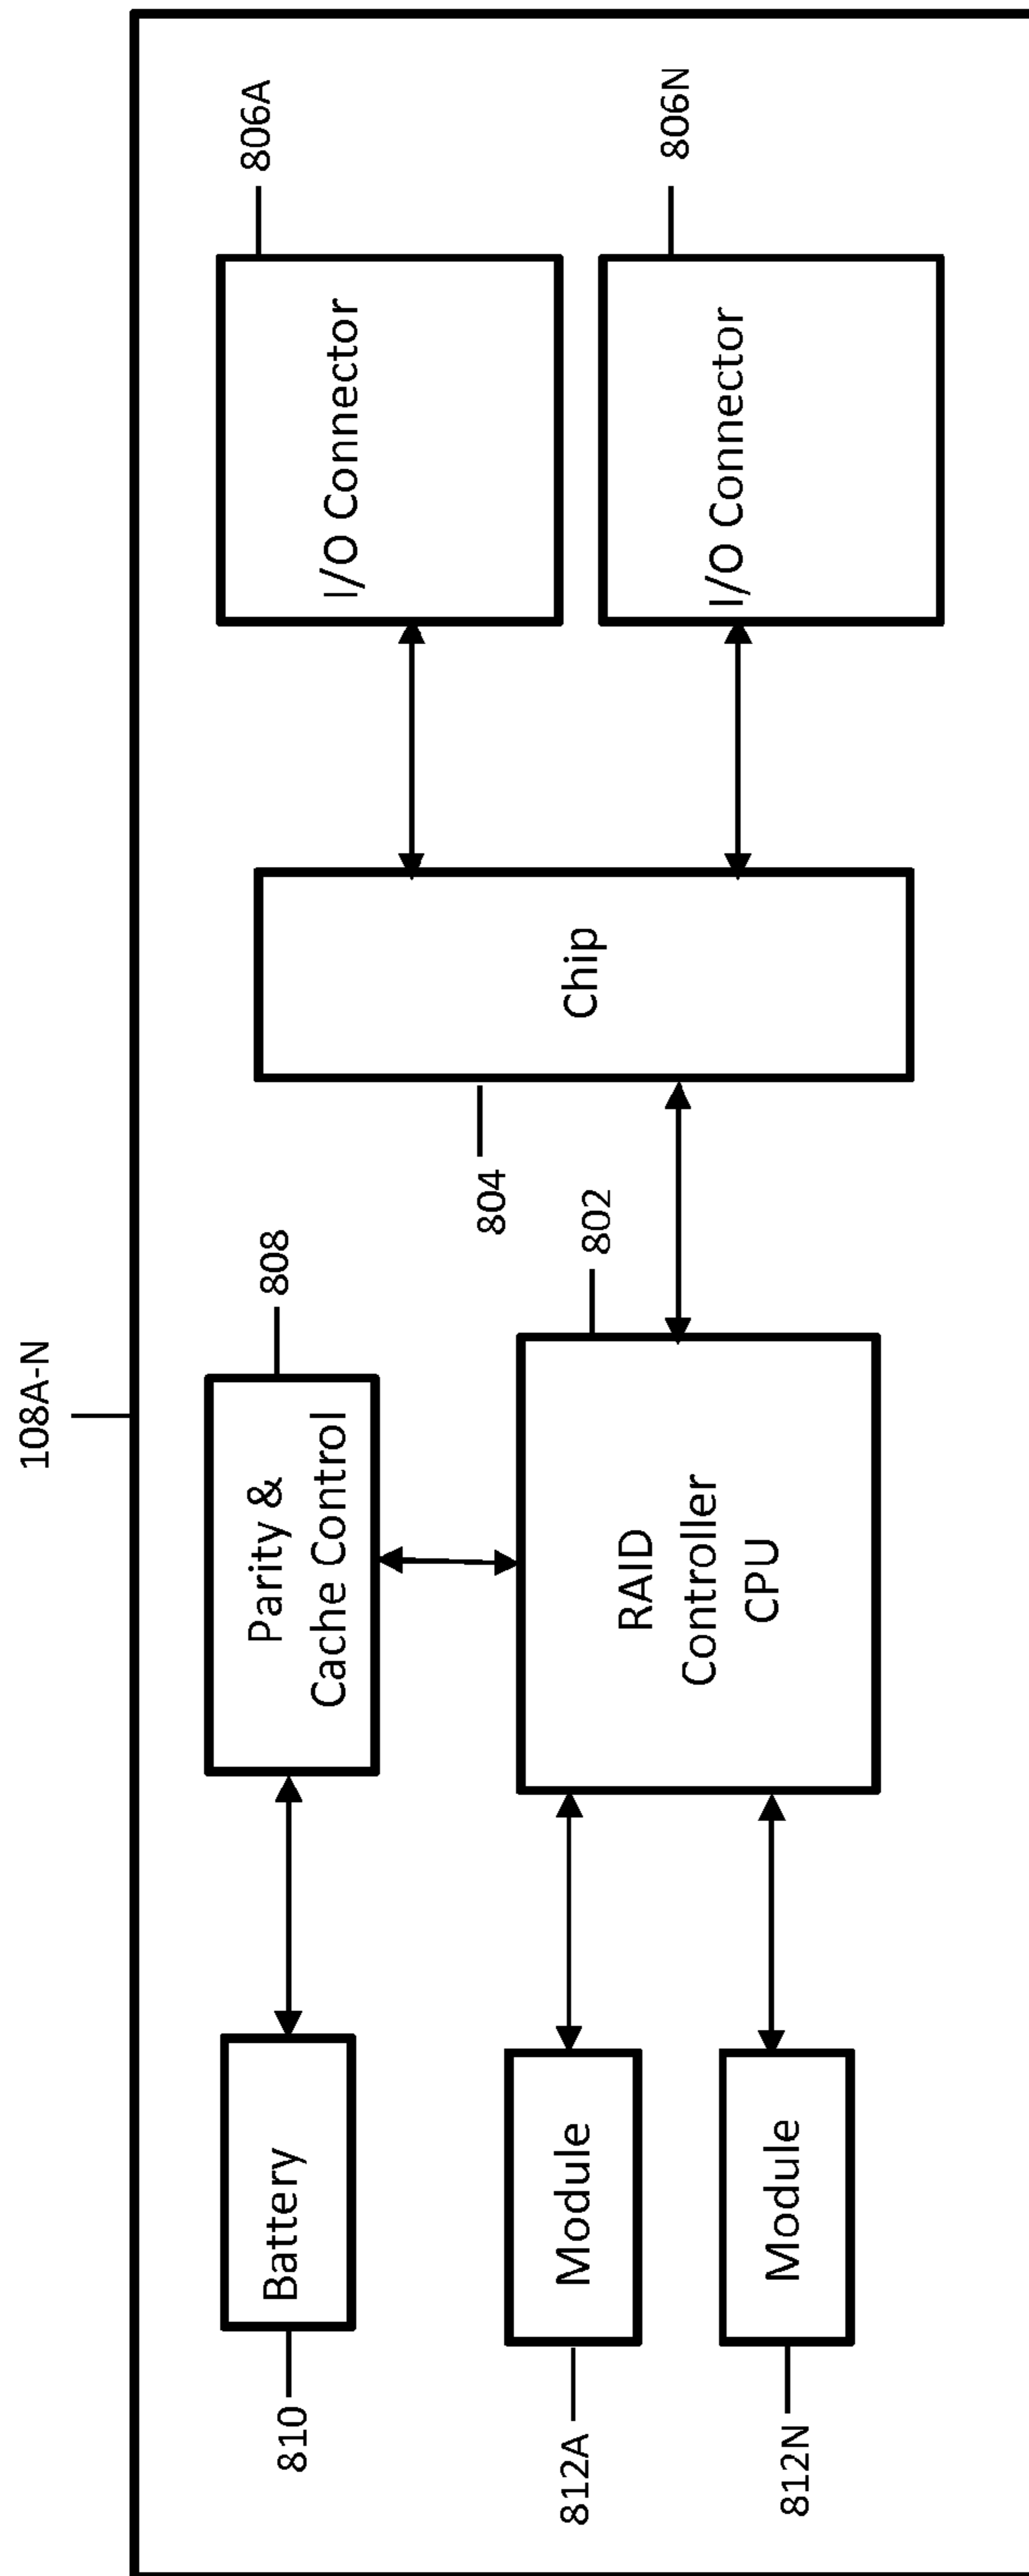 108A-N
810
Battery
Parity &
Cache Control
808
806A
I/O Connector
812A
Module
RAID
Controller
CPU
802
804
Chip
812N
Module
I/O Connector
806N